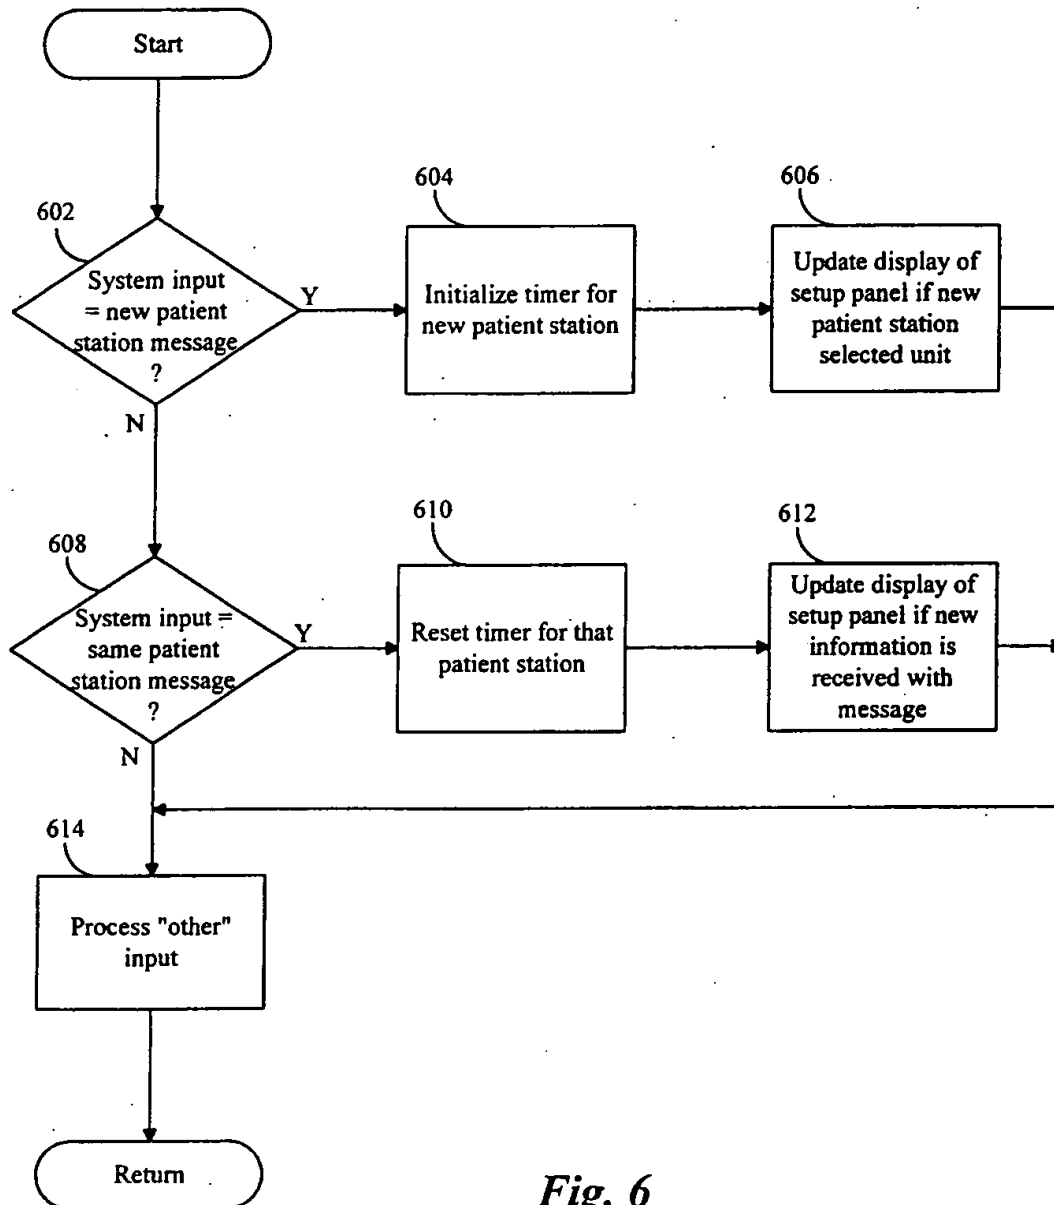 Start
602
System input
= new patient
station message
?
Y
N
604
Initialize timer for
new patient station
606
Update display of
setup panel if new
patient station
selected unit
608
System input =
same patient
station message
?
Y
N
610
Reset timer for that
patient station
612
Update display of
setup panel if new
information is
received with
message
614
Process "other"
input
Return
Fig. 6